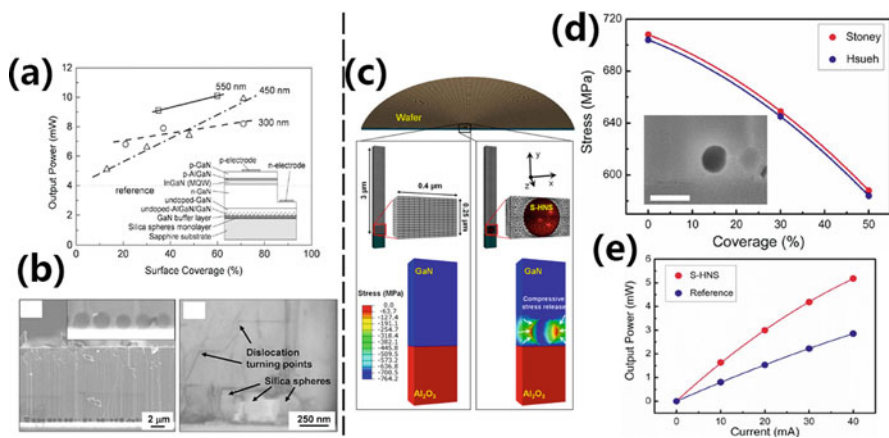 (a)
Output Power (mW)
12
10
8
6
4
2
0
550 nm
450 nm
300 nm
reference
p-electrode
n-electrode
p-GaN
p-AlGaN
InGaN (MQW)
n-GaN
undoped-GaN
undoped-AlGaN/GaN
GaN buffer layer
Silica spheres monolayer
Sapphire substrate
0 20 40 60 80 100
Surface Coverage (%)
(b)
2 μm
Dislocation
turning points
Silica spheres
250 nm
(c)
Wafer
3 μm
0.4 μm
0.25 μm
y
x
z
S-HNS
Stress (MPa)
0.0
-63.7
-127.4
-191.1
-254.7
-318.4
-382.1
-445.8
-509.5
-573.2
-636.8
-700.5
-764.2
GaN
Al₂O₃
GaN
Compressive
stress release
Al₂O₃
(d)
Stress (MPa)
720
680
640
600
Stoney
Hsueh
0 10 20 30 40 50
Coverage (%)
(e)
Output Power (mW)
6
5
4
3
2
1
0
S-HNS
Reference
0 10 20 30 40
Current (mA)